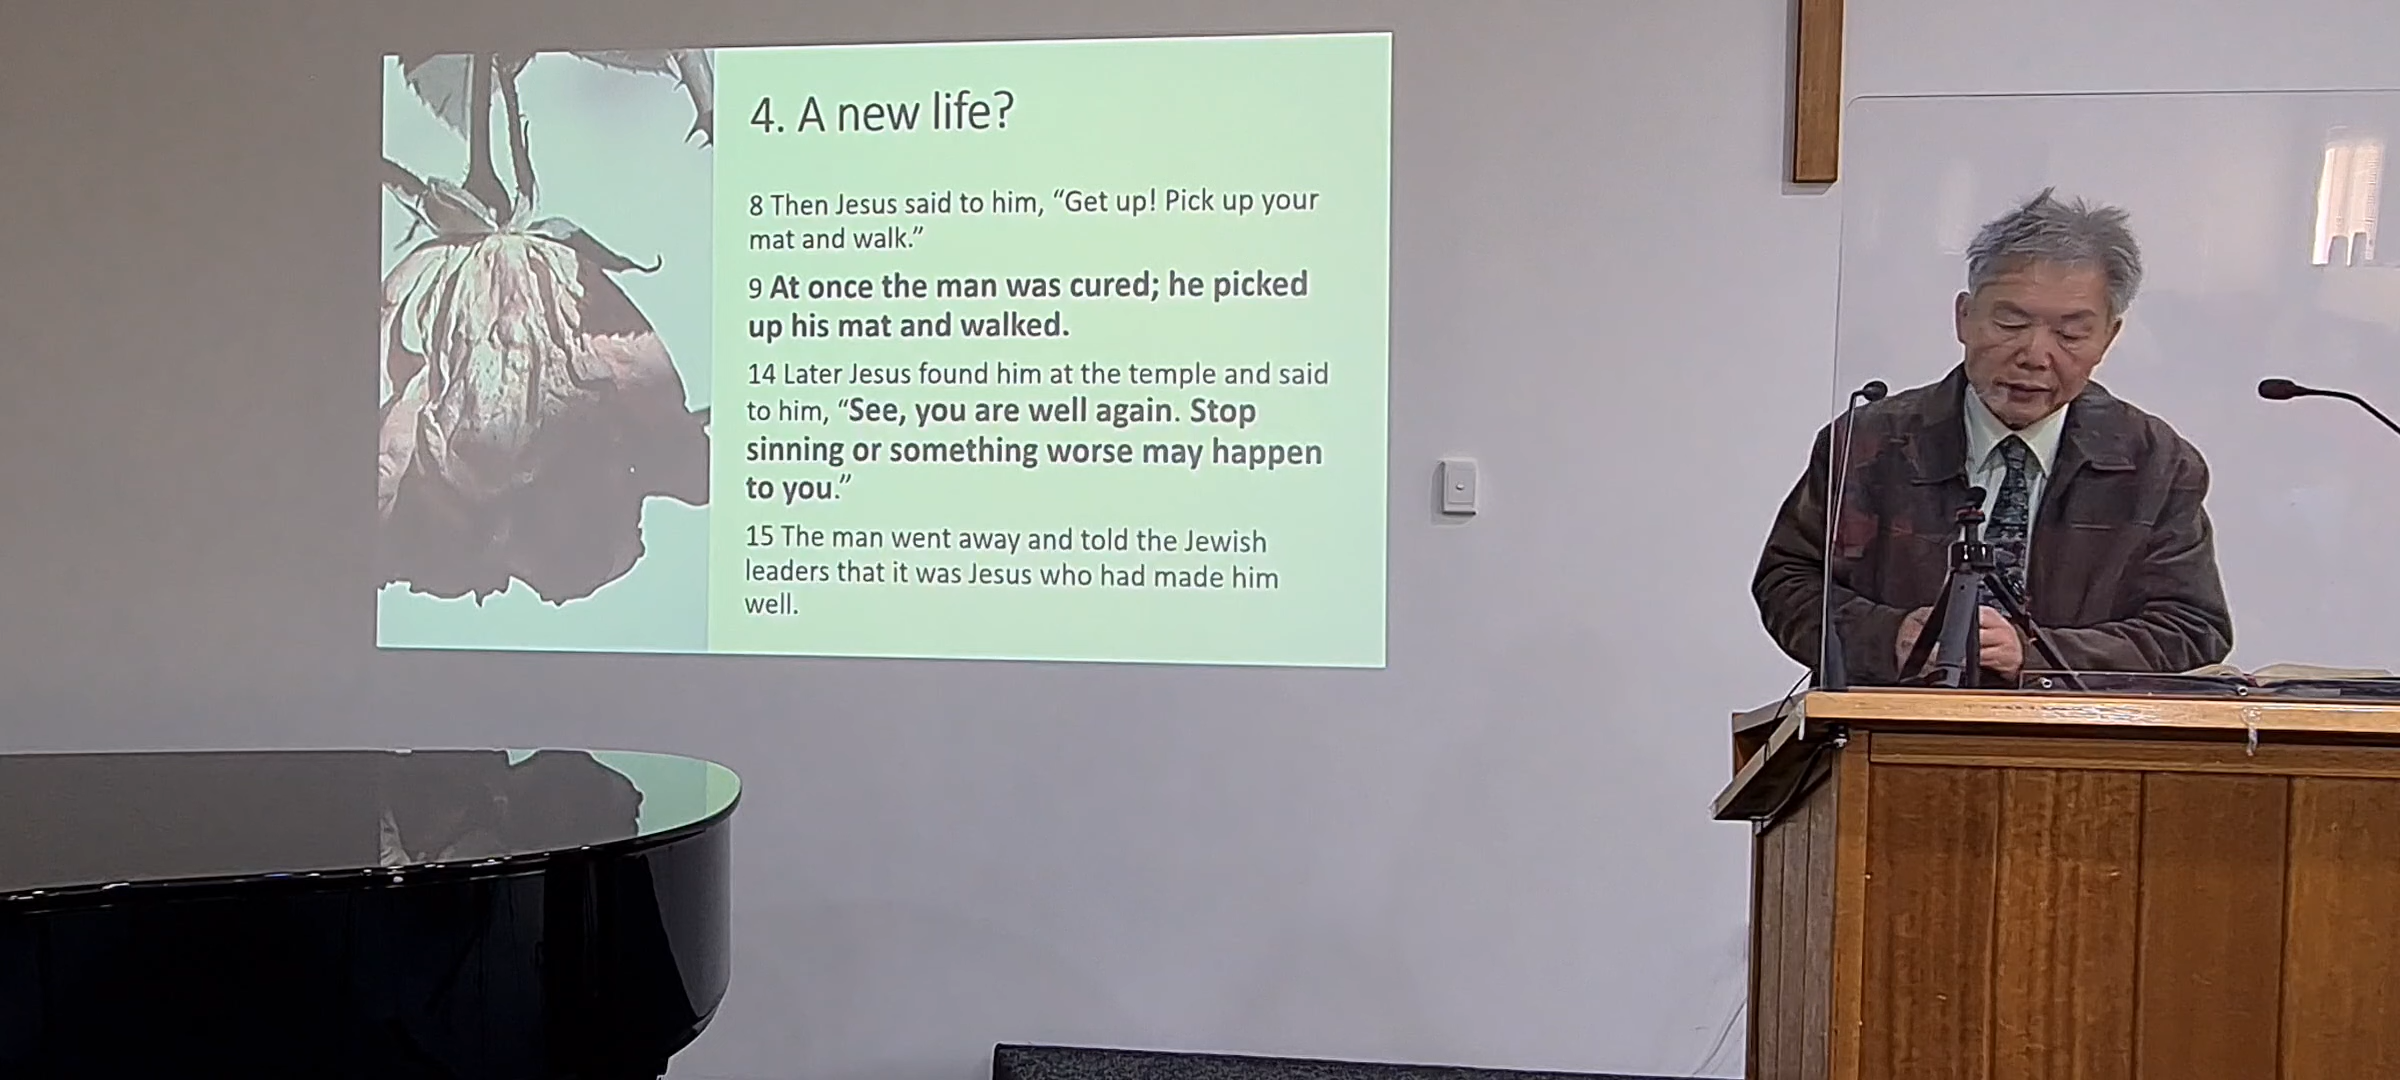 4. A new life?
8 Then Jesus said to him, “Get up! Pick up your
mat and walk.”
9 At once the man was cured; he picked
up his mat and walked.
14 Later Jesus found him at the temple and said
to him, “See, you are well again. Stop
sinning or something worse may happen
to you.”
15 The man went away and told the Jewish
leaders that it was Jesus who had made him
well.